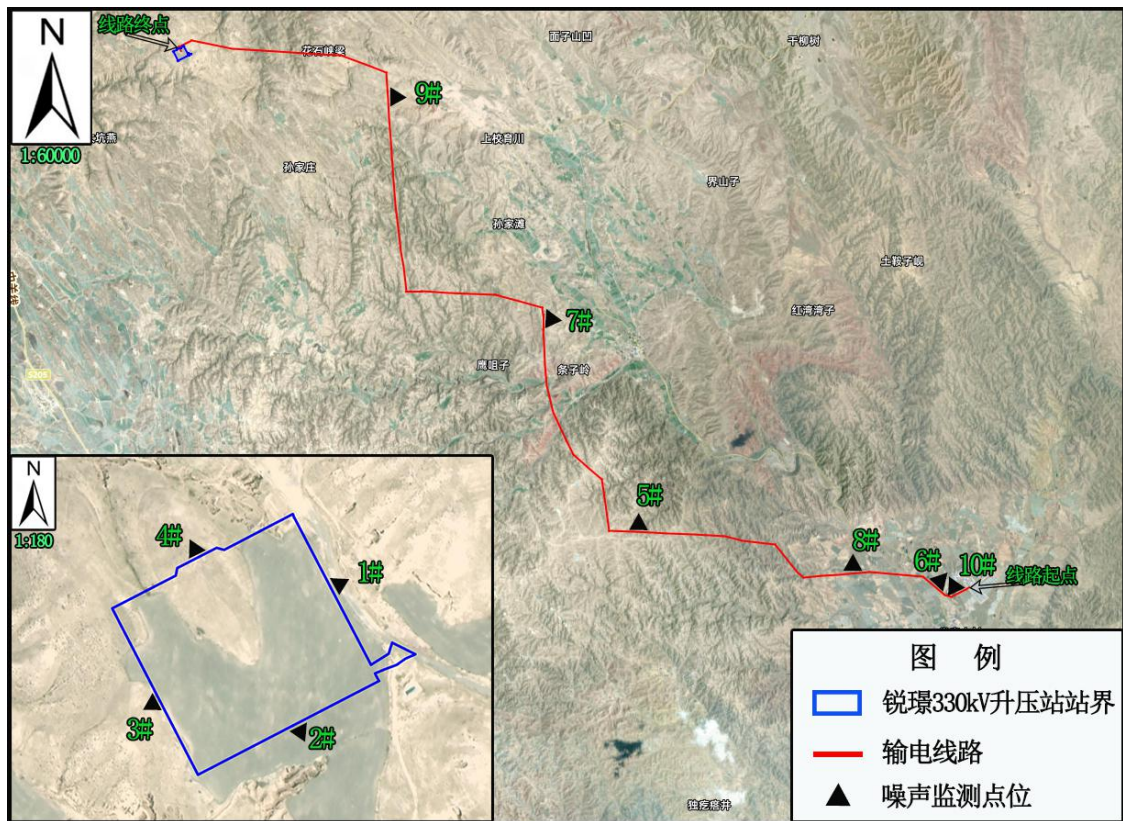 N
1:60000
线路终点
花石峡梁
面子山凹
干柳树
9#
上校育川
孙家庄
界山子
孙家滩
土鞍子岘
红湾湾子
7#
鹰咀子
条子岭
S205
5#
8#
6#
10#
线路起点
N
1:180
4#
1#
3#
2#
独疙瘩井
图 例
锐璟330kV升压站站界
输电线路
噪声监测点位